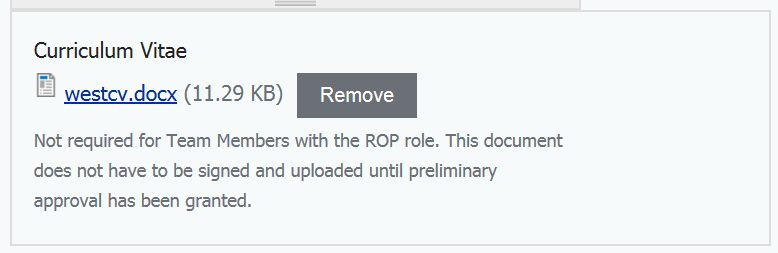 Curriculum Vitae
westcv.docx (11.29 KB) Remove
Not required for Team Members with the ROP role. This document
does not have to be signed and uploaded until preliminary
approval has been granted.